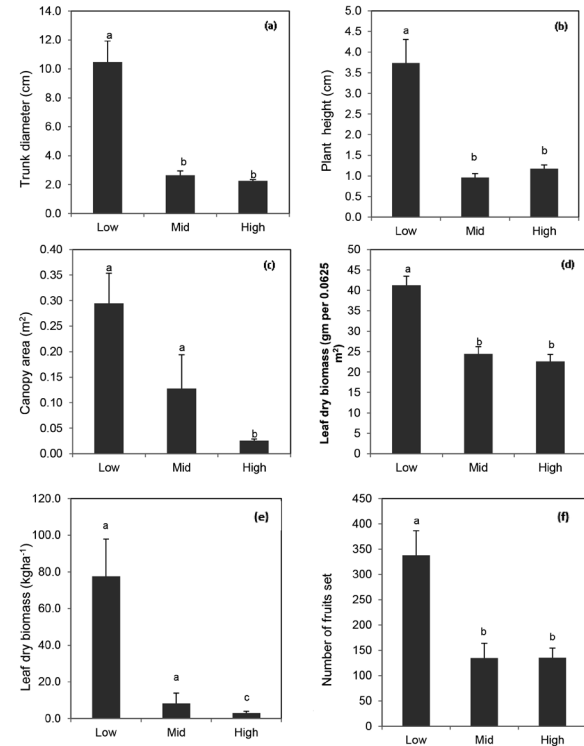 (a)
Trunk diameter (cm)
14.0
12.0
10.0
8.0
6.0
4.0
2.0
0.0
a
b
b
Low Mid High
(b)
Plant height (cm)
5.0
4.5
4.0
3.5
3.0
2.5
2.0
1.5
1.0
0.5
0.0
a
b
b
Low Mid High
(c)
Canopy area (m²)
0.40
0.35
0.30
0.25
0.20
0.15
0.10
0.05
0.00
a
a
b
Low Mid High
(d)
Leaf dry biomass (gm per 0.0625
m²)
50
45
40
35
30
25
20
15
10
5
0
a
b
b
Low Mid High
(e)
Leaf dry biomass (kgha⁻¹)
120.0
100.0
80.0
60.0
40.0
20.0
0.0
a
a
c
Low Mid High
(f)
Number of fruits set
450
400
350
300
250
200
150
100
50
0
a
b
b
Low Mid High